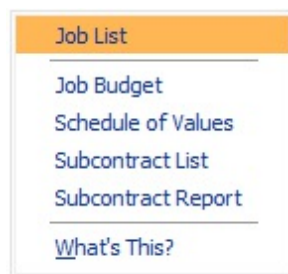 Job List
Job Budget
Schedule of Values
Subcontract List
Subcontract Report
What's This?